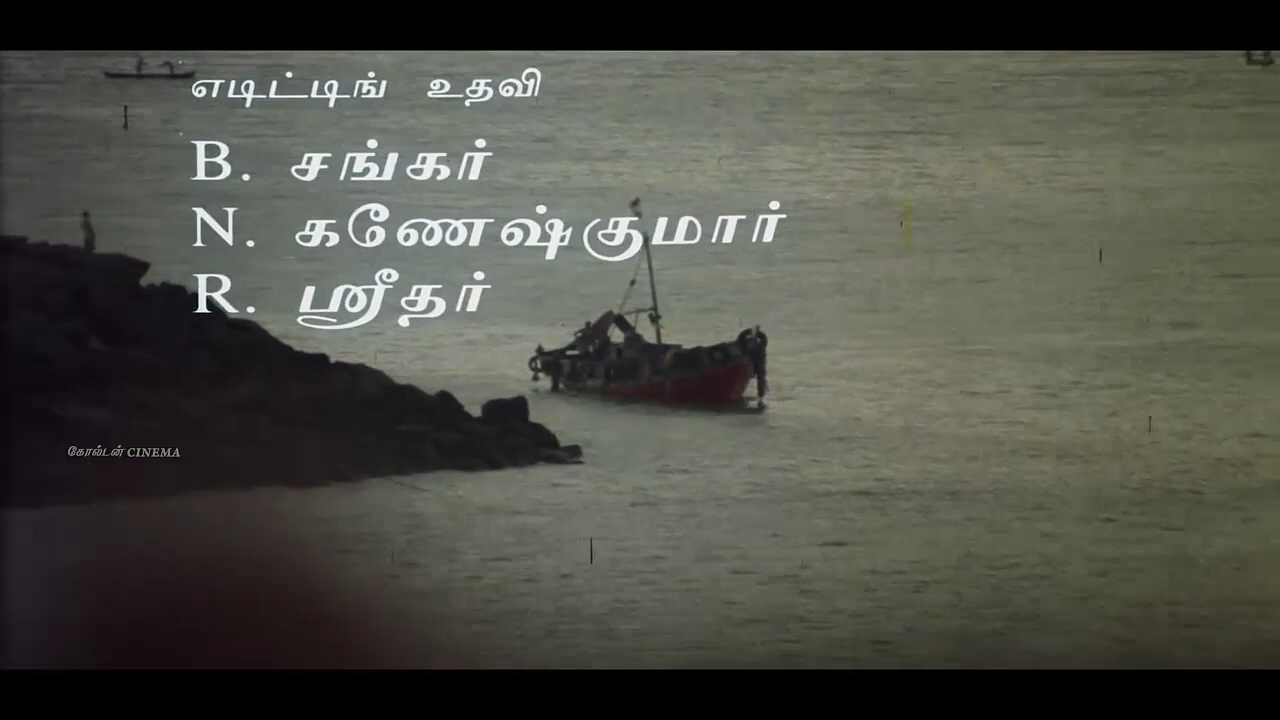 எடிட்டிங் உதவி
B. சங்கர்
N. கணேஷ்குமார்
R. ஸ்ரீதர்
கோல்டன் CINEMA